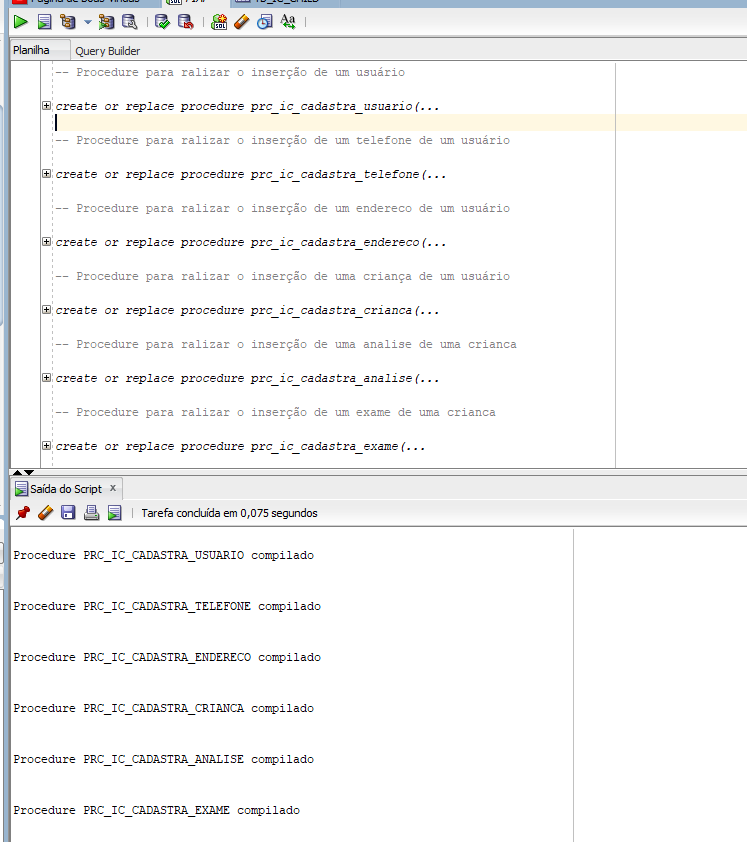 Planilha
Query Builder
-- Procedure para ralizar o inserção de um usuário
create or replace procedure prc_ic_cadastra_usuario(...
-- Procedure para ralizar o inserção de um telefone de um usuário
create or replace procedure prc_ic_cadastra_telefone(...
-- Procedure para ralizar o inserção de um endereco de um usuário
create or replace procedure prc_ic_cadastra_endereco(...
-- Procedure para ralizar o inserção de uma criança de um usuário
create or replace procedure prc_ic_cadastra_crianca(...
-- Procedure para ralizar o inserção de uma analise de uma crianca
create or replace procedure prc_ic_cadastra_analise(...
-- Procedure para ralizar o inserção de um exame de uma crianca
create or replace procedure prc_ic_cadastra_exame(...
Saída do Script x
Tarefa concluída em 0,075 segundos
Procedure PRC_IC_CADASTRA_USUARIO compilado
Procedure PRC_IC_CADASTRA_TELEFONE compilado
Procedure PRC_IC_CADASTRA_ENDERECO compilado
Procedure PRC_IC_CADASTRA_CRIANCA compilado
Procedure PRC_IC_CADASTRA_ANALISE compilado
Procedure PRC_IC_CADASTRA_EXAME compilado